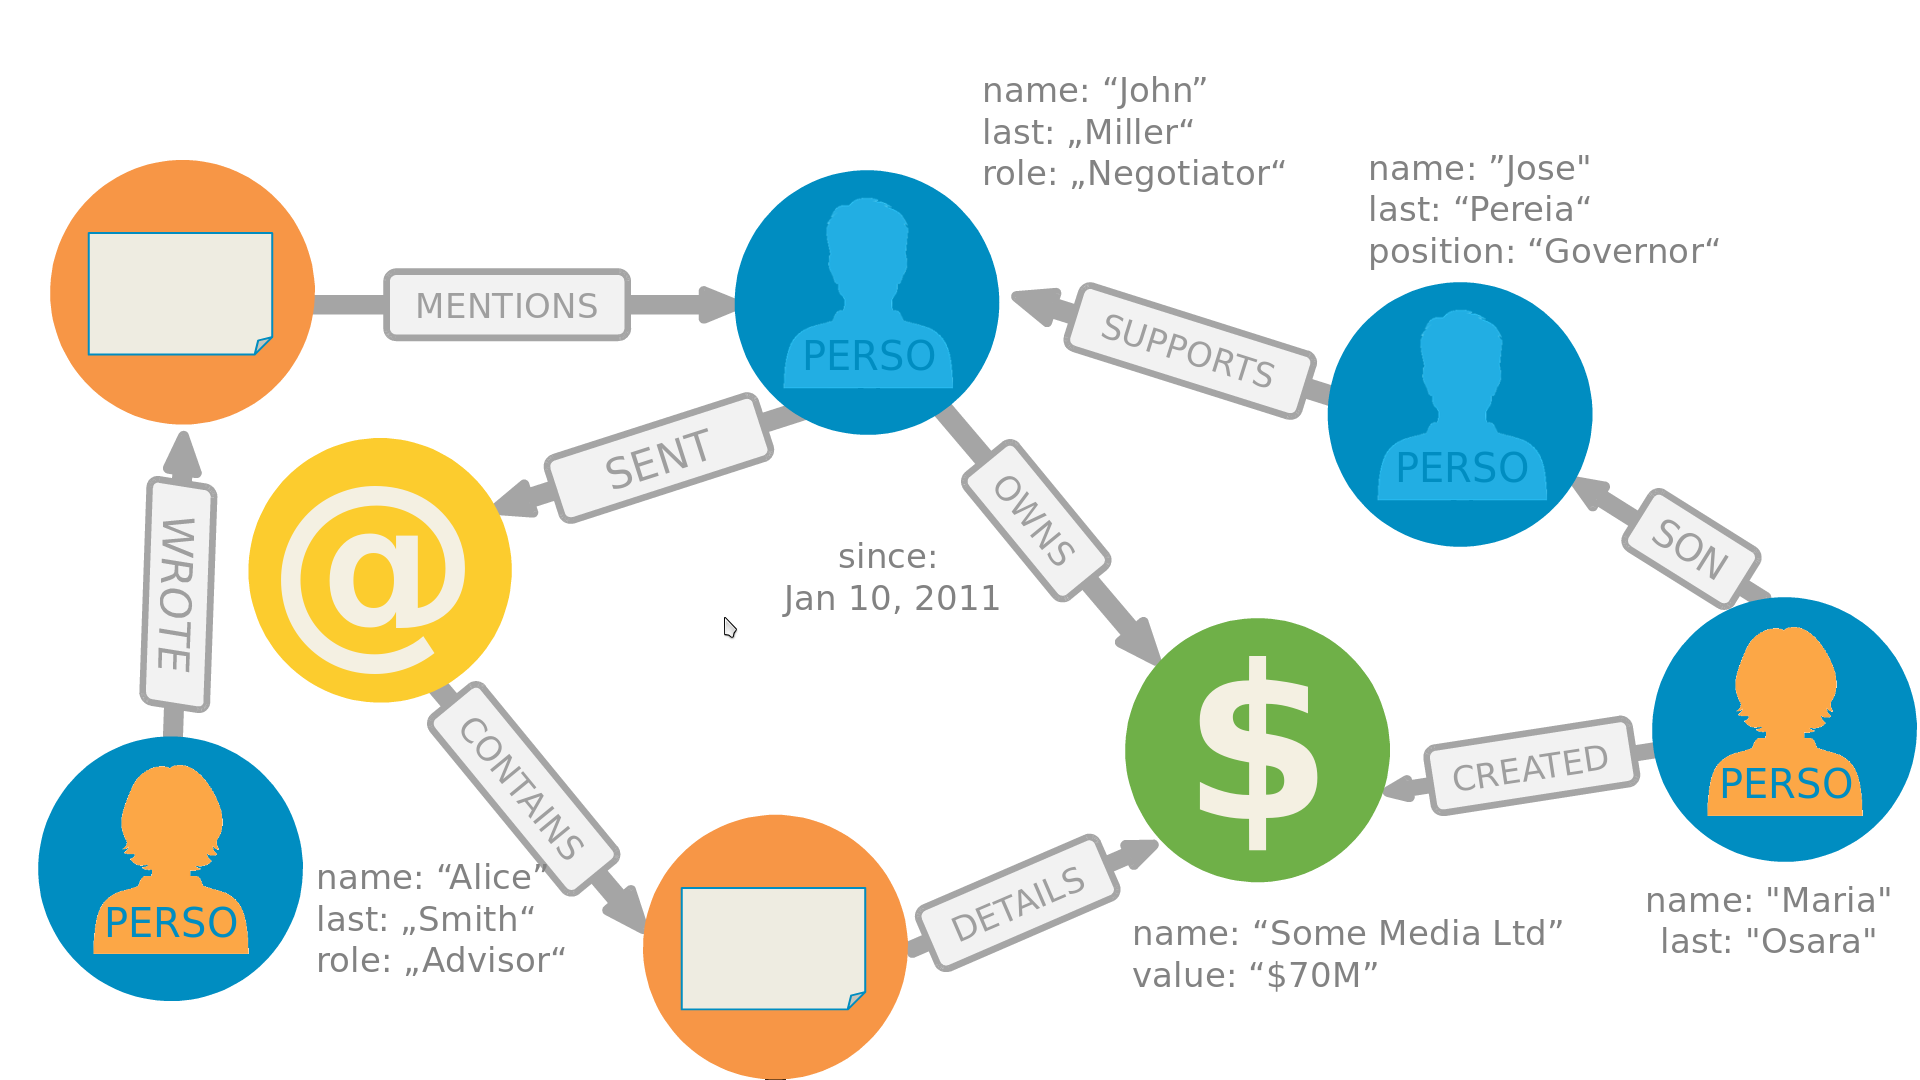 name: “John”
last: „Miller“
role: „Negotiator“
name: ”Jose"
last: “Pereia“
position: “Governor“
MENTIONS
PERSO
SUPPORTS
PERSO
SENT
OWNS
SON
WROTE
@
since:
Jan 10, 2011
$
CONTAINS
CREATED
PERSO
PERSO
name: “Alice”
last: „Smith“
role: „Advisor“
DETAILS
name: “Some Media Ltd”
value: “$70M”
name: "Maria"
last: "Osara"